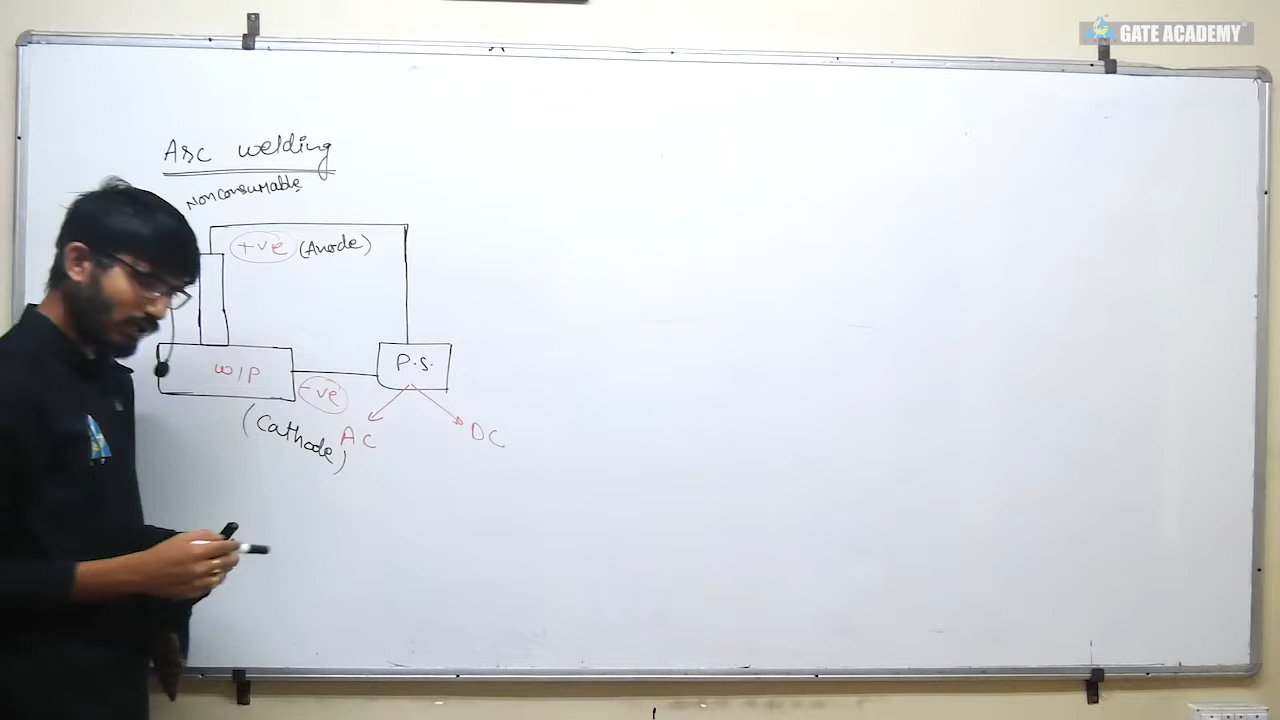 GATE ACADEMY
Arc welding
Nonconsumable
+ve (Anode)
P.S.
W/P
-ve
(Cathode)
AC
DC